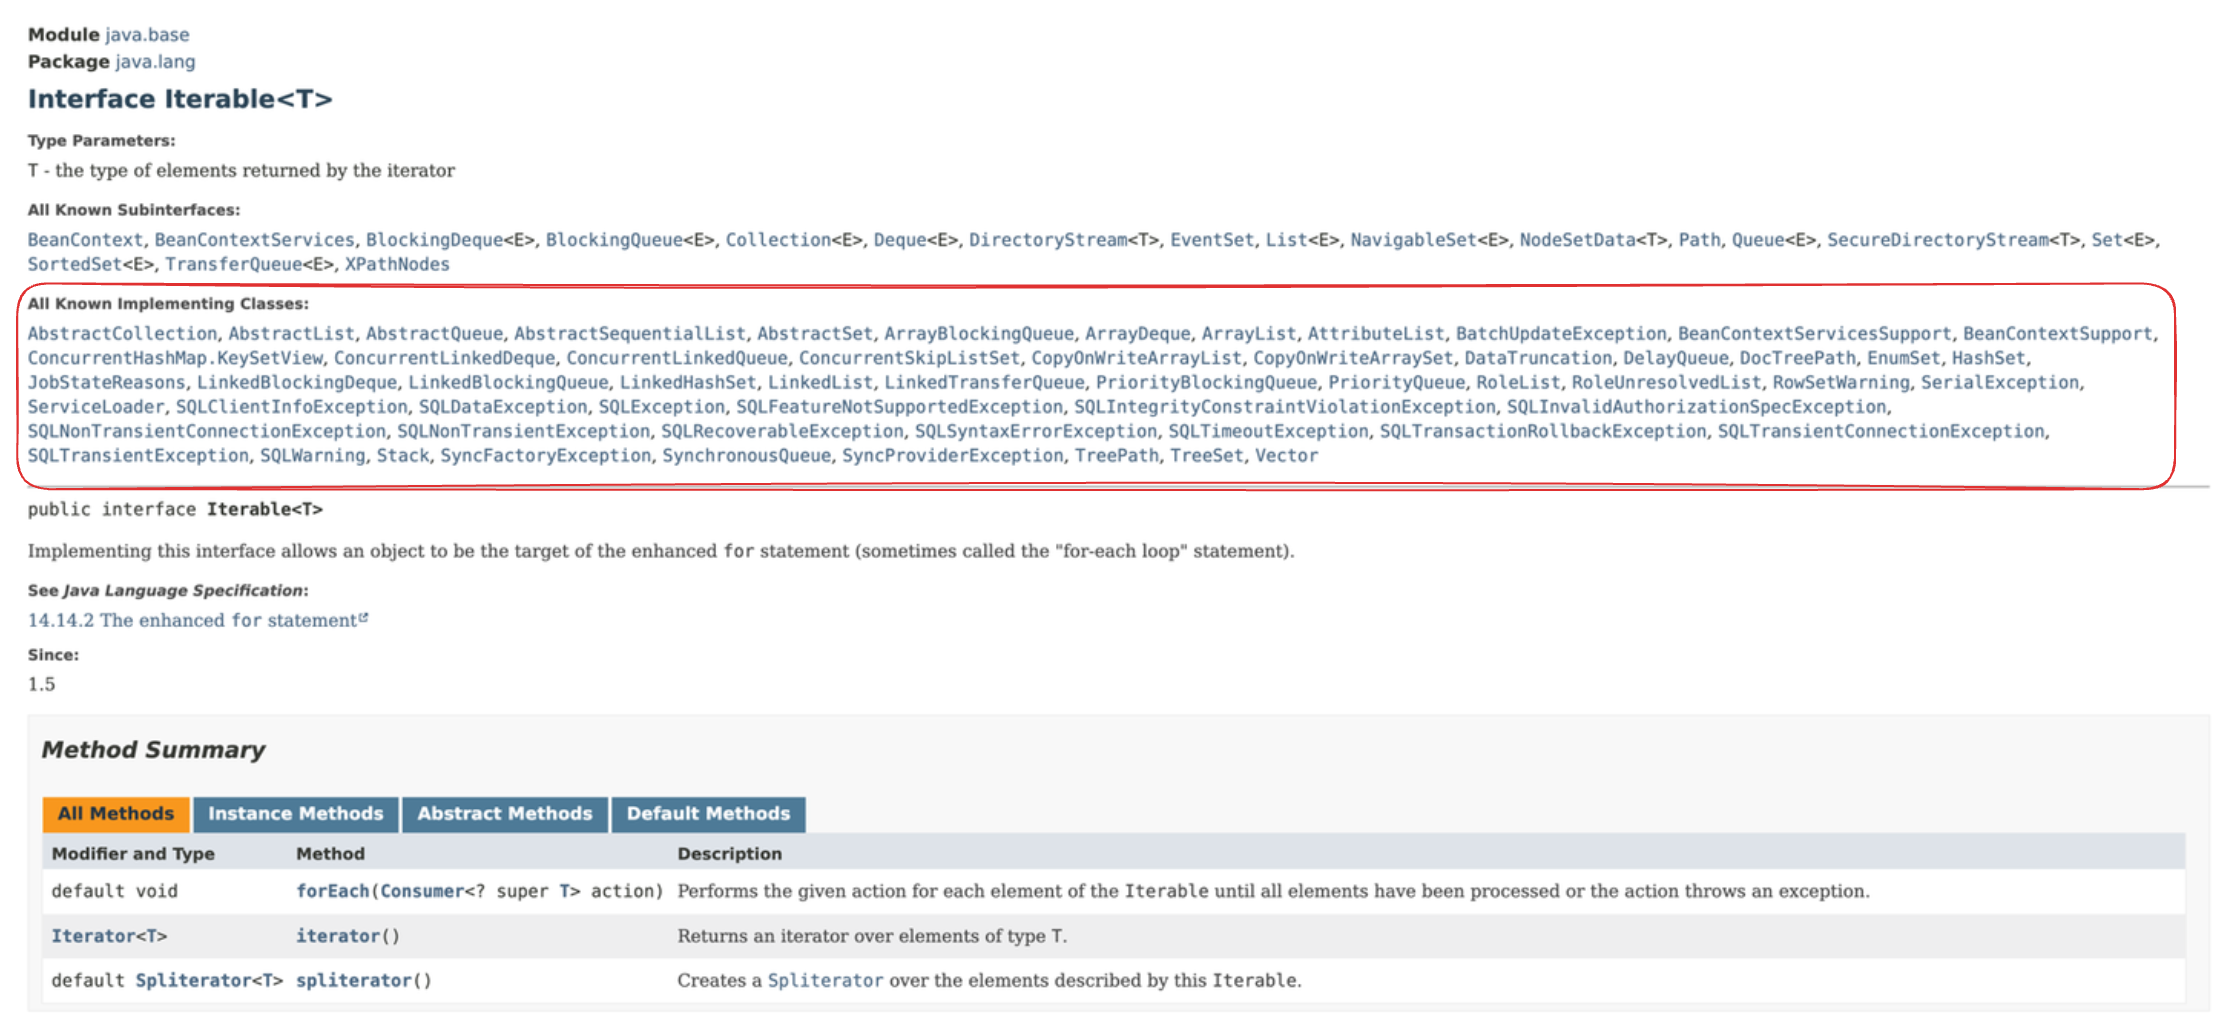 Module java.base
Package java.lang
Interface Iterable<T>
Type Parameters:
T - the type of elements returned by the iterator
All Known Subinterfaces:
BeanContext, BeanContextServices, BlockingDeque<E>, BlockingQueue<E>, Collection<E>, Deque<E>, DirectoryStream<T>, EventSet, List<E>, NavigableSet<E>, NodeSetData<T>, Path, Queue<E>, SecureDirectoryStream<T>, Set<E>,
SortedSet<E>, TransferQueue<E>, XPathNodes
All Known Implementing Classes:
AbstractCollection, AbstractList, AbstractQueue, AbstractSequentialList, AbstractSet, ArrayBlockingQueue, ArrayDeque, ArrayList, AttributeList, BatchUpdateException, BeanContextServicesSupport, BeanContextSupport,
ConcurrentHashMap.KeySetView, ConcurrentLinkedDeque, ConcurrentLinkedQueue, ConcurrentSkipListSet, CopyOnWriteArrayList, CopyOnWriteArraySet, DataTruncation, DelayQueue, DocTreePath, EnumSet, HashSet,
JobStateReasons, LinkedBlockingDeque, LinkedBlockingQueue, LinkedHashSet, LinkedList, LinkedTransferQueue, PriorityBlockingQueue, PriorityQueue, RoleList, RoleUnresolvedList, RowSetWarning, SerialException,
ServiceLoader, SQLClientInfoException, SQLDataException, SQLException, SQLFeatureNotSupportedException, SQLIntegrityConstraintViolationException, SQLInvalidAuthorizationSpecException,
SQLNonTransientConnectionException, SQLNonTransientException, SQLRecoverableException, SQLSyntaxErrorException, SQLTimeoutException, SQLTransactionRollbackException, SQLTransientConnectionException,
SQLTransientException, SQLWarning, Stack, SyncFactoryException, SynchronousQueue, SyncProviderException, TreePath, TreeSet, Vector
public interface Iterable<T>
Implementing this interface allows an object to be the target of the enhanced for statement (sometimes called the "for-each loop" statement).
See Java Language Specification:
14.14.2 The enhanced for statement
Since:
1.5
Method Summary
All Methods Instance Methods Abstract Methods Default Methods
Modifier and Type Method Description
default void forEach(Consumer<? super T> action) Performs the given action for each element of the Iterable until all elements have been processed or the action throws an exception.
Iterator<T> iterator() Returns an iterator over elements of type T.
default Spliterator<T> spliterator() Creates a Spliterator over the elements described by this Iterable.